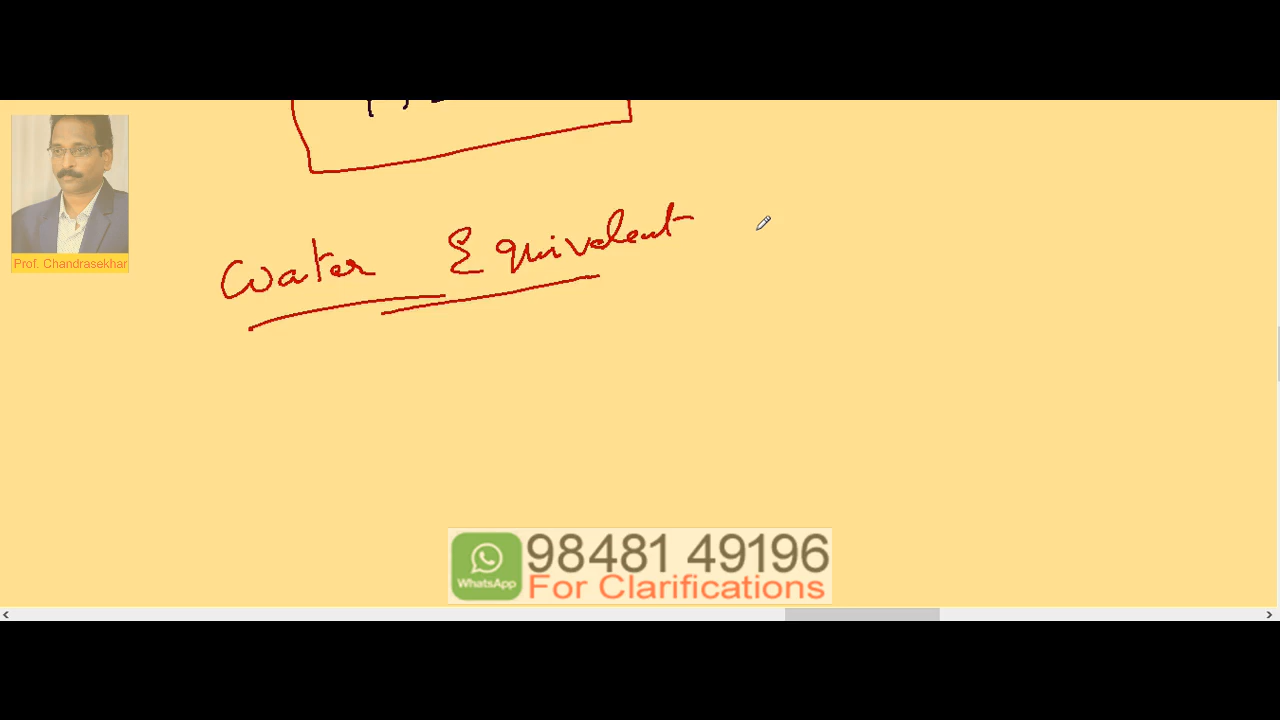 Prof. Chandrasekhar
Water Equivalent
98481 49196
WhatsApp
For Clarifications